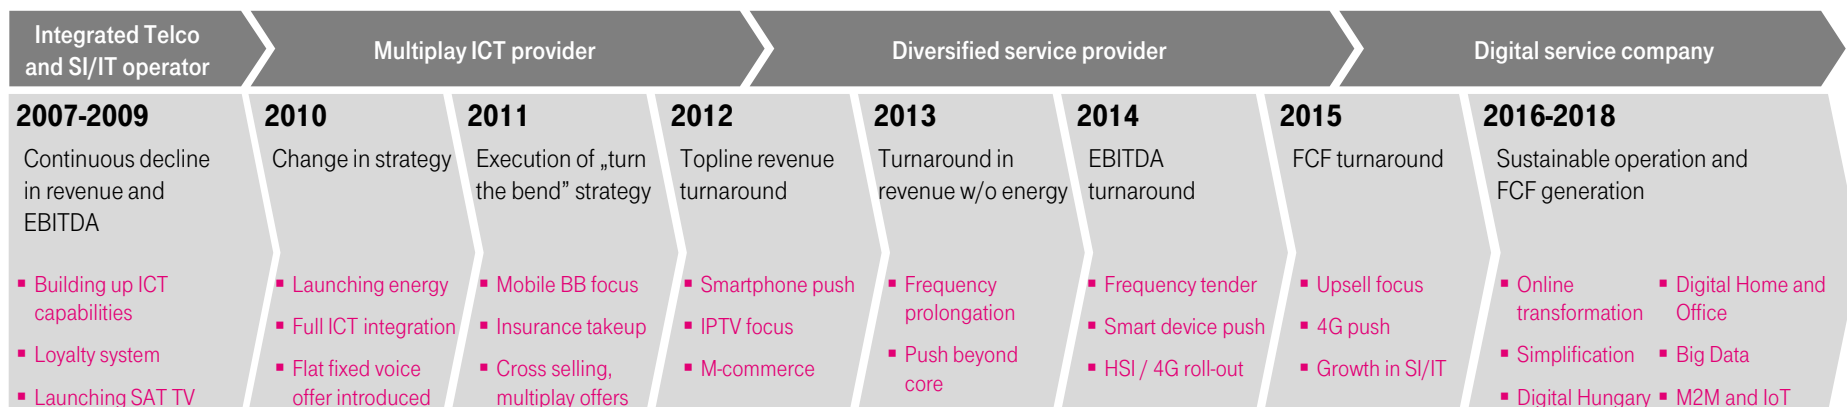 Integrated Telco
and SI/IT operator
Multiplay ICT provider
Diversified service provider
Digital service company
2007-2009
Continuous decline
in revenue and
EBITDA
▪ Building up ICT
capabilities
▪ Loyalty system
▪ Launching SAT TV
2010
Change in strategy
▪ Launching energy
▪ Full ICT integration
▪ Flat fixed voice
offer introduced
2011
Execution of „turn
the bend” strategy
▪ Mobile BB focus
▪ Insurance takeup
▪ Cross selling,
multiplay offers
2012
Topline revenue
turnaround
▪ Smartphone push
▪ IPTV focus
▪ M-commerce
2013
Turnaround in
revenue w/o energy
▪ Frequency
prolongation
▪ Push beyond
core
2014
EBITDA
turnaround
▪ Frequency tender
▪ Smart device push
▪ HSI / 4G roll-out
2015
FCF turnaround
▪ Upsell focus
▪ 4G push
▪ Growth in SI/IT
2016-2018
Sustainable operation and
FCF generation
▪ Online
transformation
▪ Simplification
▪ Digital Hungary
▪ Digital Home and
Office
▪ Big Data
▪ M2M and IoT